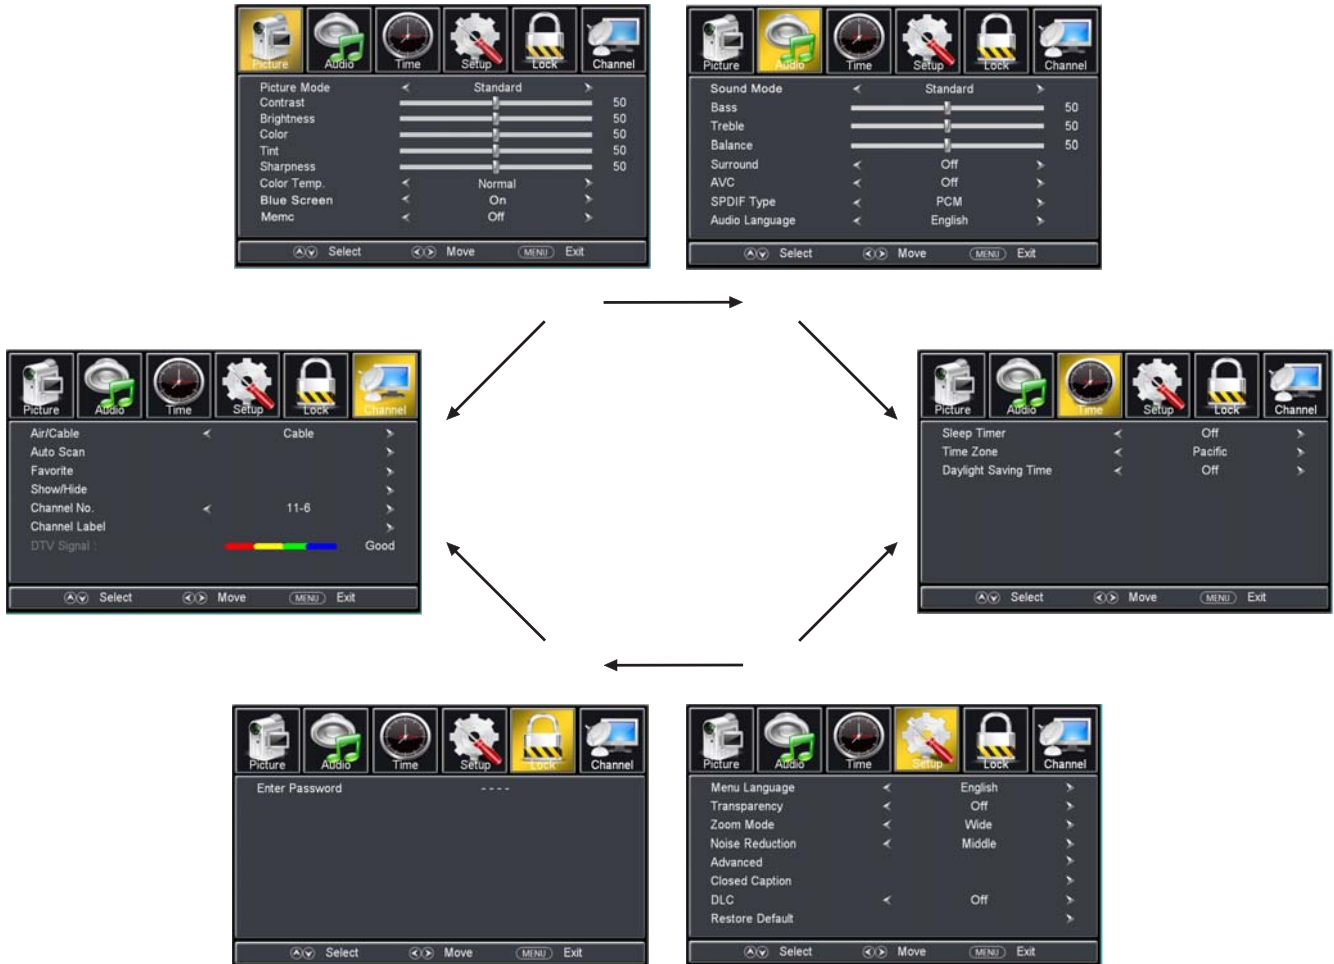 Picture Audio Time Setup Lock Channel
Picture Mode Standard
Contrast 50
Brightness 50
Color 50
Tint 50
Sharpness 50
Color Temp. Normal
Blue Screen On
Memc Off
Select Move MENU Exit
Picture Audio Time Setup Lock Channel
Sound Mode Standard
Bass 50
Treble 50
Balance 50
Surround Off
AVC Off
SPDIF Type PCM
Audio Language English
Select Move MENU Exit
Picture Audio Time Setup Lock Channel
Air/Cable Cable
Auto Scan
Favorite
Show/Hide
Channel No. 11-6
Channel Label
DTV Signal : Good
Select Move MENU Exit
Picture Audio Time Setup Lock Channel
Sleep Timer Off
Time Zone Pacific
Daylight Saving Time Off
Select Move MENU Exit
Picture Audio Time Setup Lock Channel
Enter Password - - - -
Select Move MENU Exit
Picture Audio Time Setup Lock Channel
Menu Language English
Transparency Off
Zoom Mode Wide
Noise Reduction Middle
Advanced
Closed Caption
DLC Off
Restore Default
Select Move MENU Exit